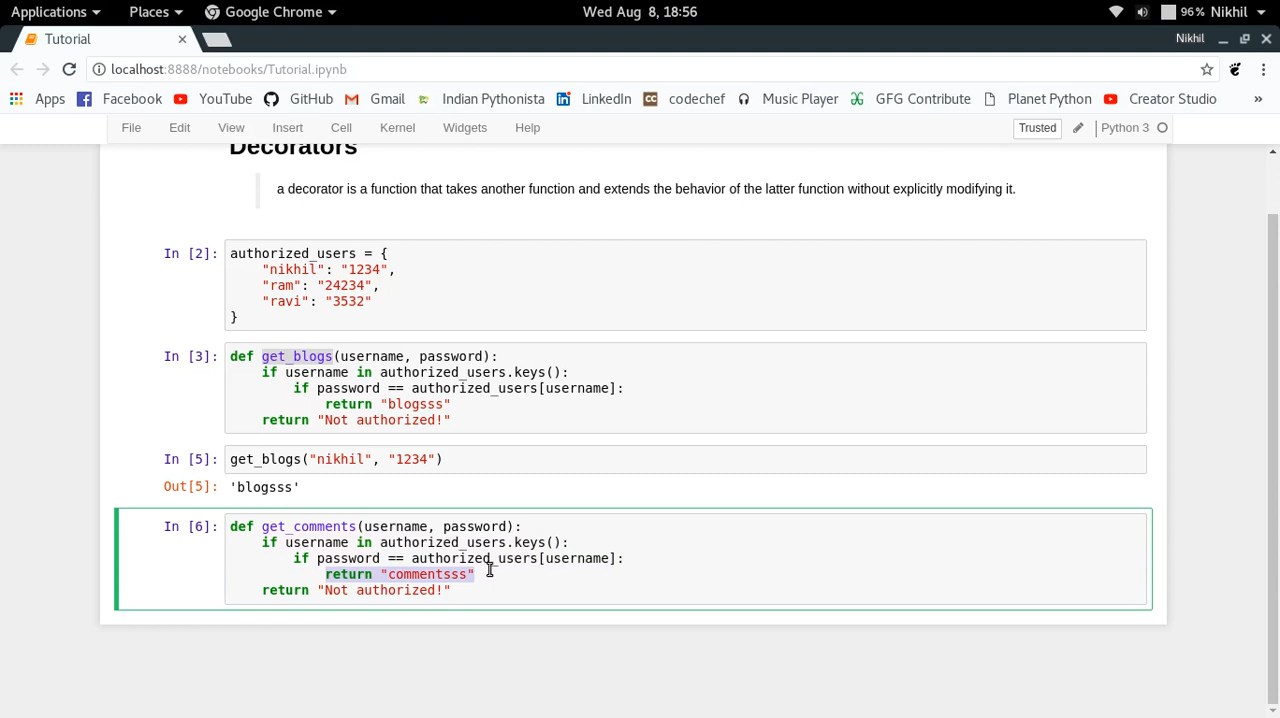 Applications Places Google Chrome Wed Aug 8, 18:56 96% Nikhil
Tutorial Nikhil
localhost:8888/notebooks/Tutorial.ipynb
Apps Facebook YouTube GitHub Gmail Indian Pythonista LinkedIn CC codechef Music Player GFG Contribute Planet Python Creator Studio »
File Edit View Insert Cell Kernel Widgets Help Trusted Python 3
Decorators
a decorator is a function that takes another function and extends the behavior of the latter function without explicitly modifying it.
In [2]: authorized_users = {
"nikhil": "1234",
"ram": "24234",
"ravi": "3532"
}
In [3]: def get_blogs(username, password):
if username in authorized_users.keys():
if password == authorized_users[username]:
return "blogsss"
return "Not authorized!"
In [5]: get_blogs("nikhil", "1234")
Out[5]: 'blogsss'
In [6]: def get_comments(username, password):
if username in authorized_users.keys():
if password == authorized_users[username]:
return "commentsss"
return "Not authorized!"